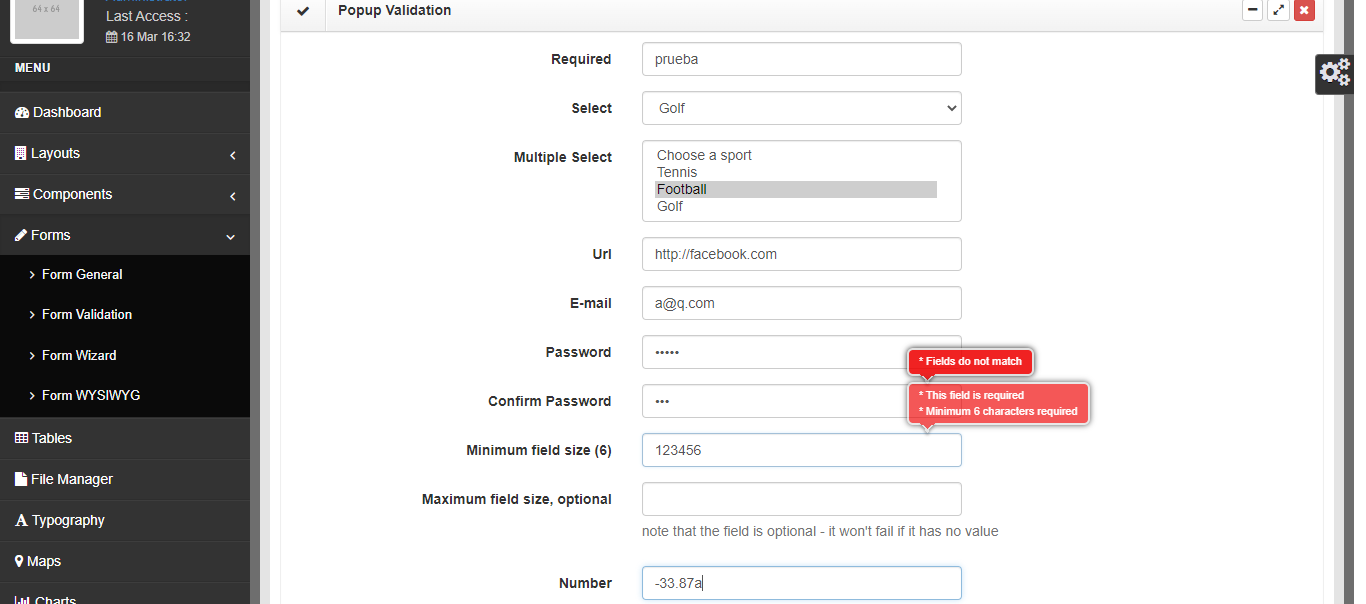 64 x 64
Last Access :
16 Mar 16:32
MENU
Dashboard
Layouts
Components
Forms
Form General
Form Validation
Form Wizard
Form WYSIWYG
Tables
File Manager
Typography
Maps
Charts
Popup Validation
Required
prueba
Select
Golf
Multiple Select
Choose a sport
Tennis
Football
Golf
Url
http://facebook.com
E-mail
a@q.com
Password
•••••
* Fields do not match
Confirm Password
•••
* This field is required
* Minimum 6 characters required
Minimum field size (6)
123456
Maximum field size, optional
note that the field is optional - it won't fail if it has no value
Number
-33.87a